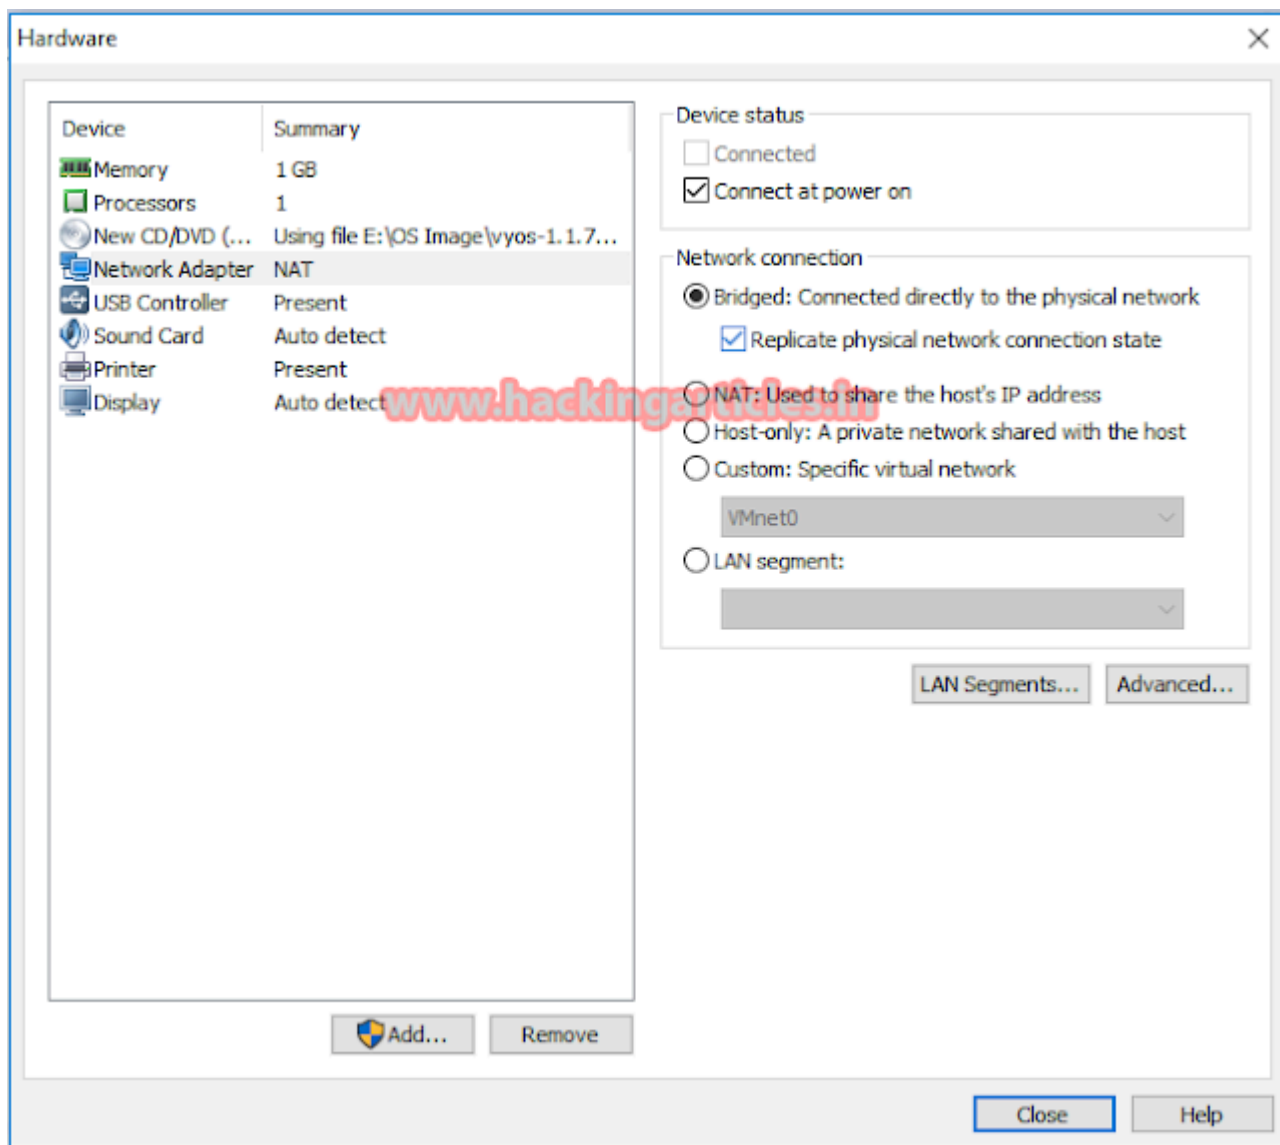 Hardware
Device Summary
Memory 1 GB
Processors 1
New CD/DVD (... Using file E:\OS Image\vyos-1.1.7...
Network Adapter NAT
USB Controller Present
Sound Card Auto detect
Printer Present
Display Auto detect
www.hackingarticles.in
Device status
Connected
Connect at power on
Network connection
Bridged: Connected directly to the physical network
Replicate physical network connection state
NAT: Used to share the host's IP address
Host-only: A private network shared with the host
Custom: Specific virtual network
VMnet0
LAN segment:
LAN Segments... Advanced...
Add... Remove
Close Help